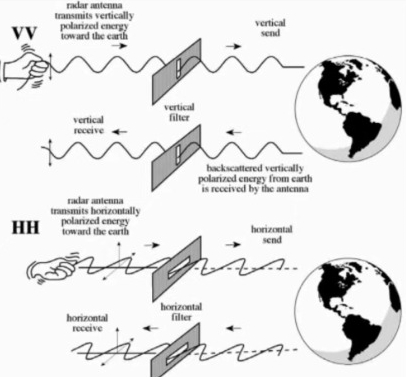 radar antenna
transmits vertically
polarized energy
toward the earth
VV
vertical
send
vertical
filter
vertical
receive
backscattered vertically
polarized energy from earth
is received by the antenna
radar antenna
transmits horizontally
polarized energy
toward the earth
HH
horizontal
send
horizontal
filter
horizontal
receive